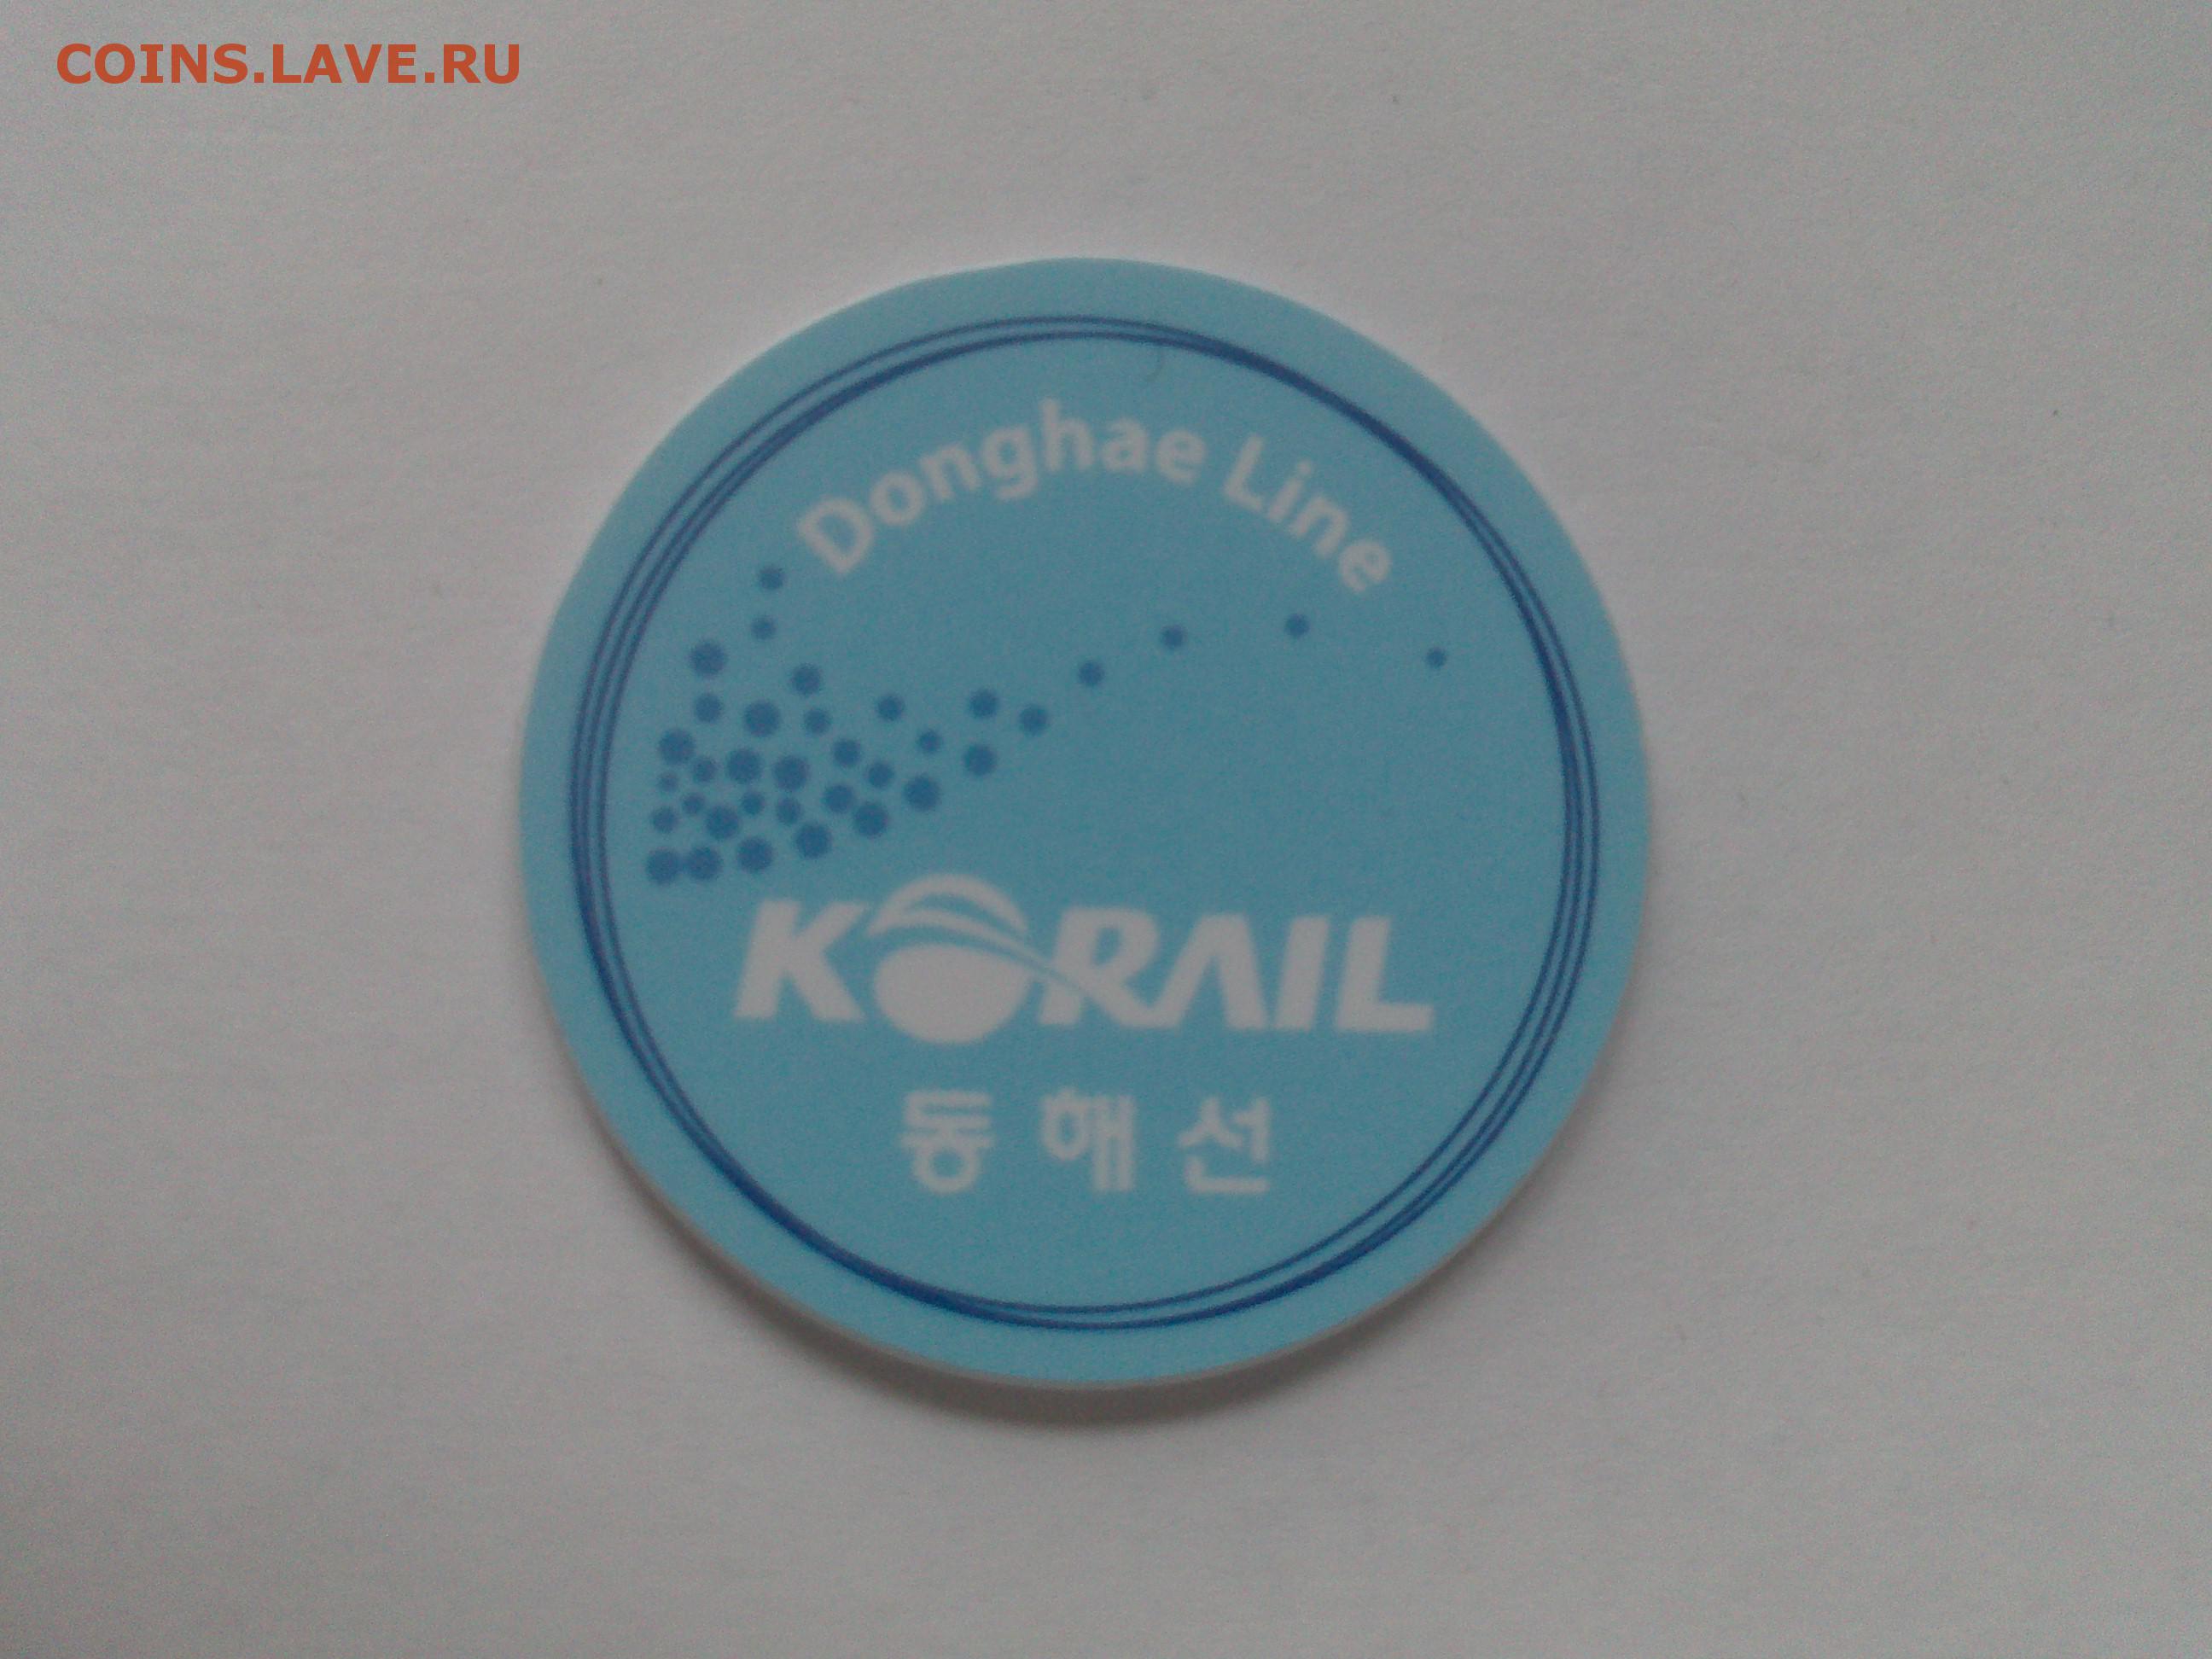 COINS.LAVE.RU
Donghae Line
KORAIL
동해선